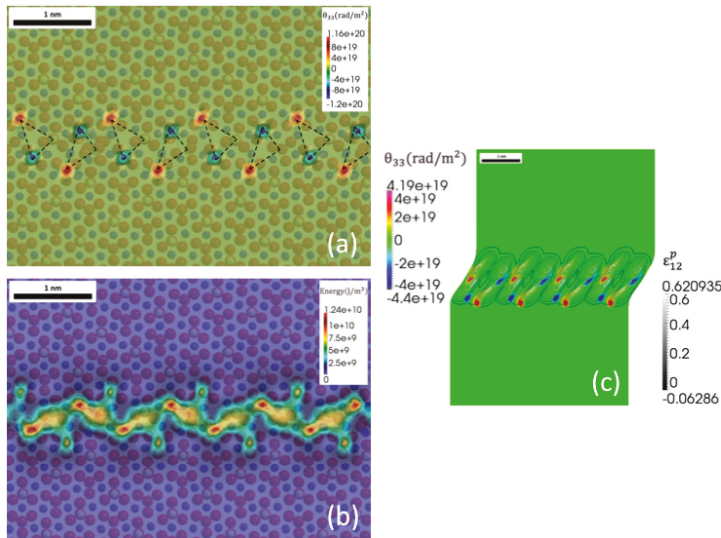 1 nm
θ33(rad/m²)
1.16e+20
8e+19
4e+19
0
-4e+19
-8e+19
-1.2e+20
(a)
1 nm
Energy(J/m³)
1.24e+10
1e+10
7.5e+9
5e+9
2.5e+9
0
(b)
θ33(rad/m²)
4.19e+19
4e+19
2e+19
0
-2e+19
-4e+19
-4.4e+19
ε12^p
0.620935
0.6
0.4
0.2
0
-0.06286
(c)